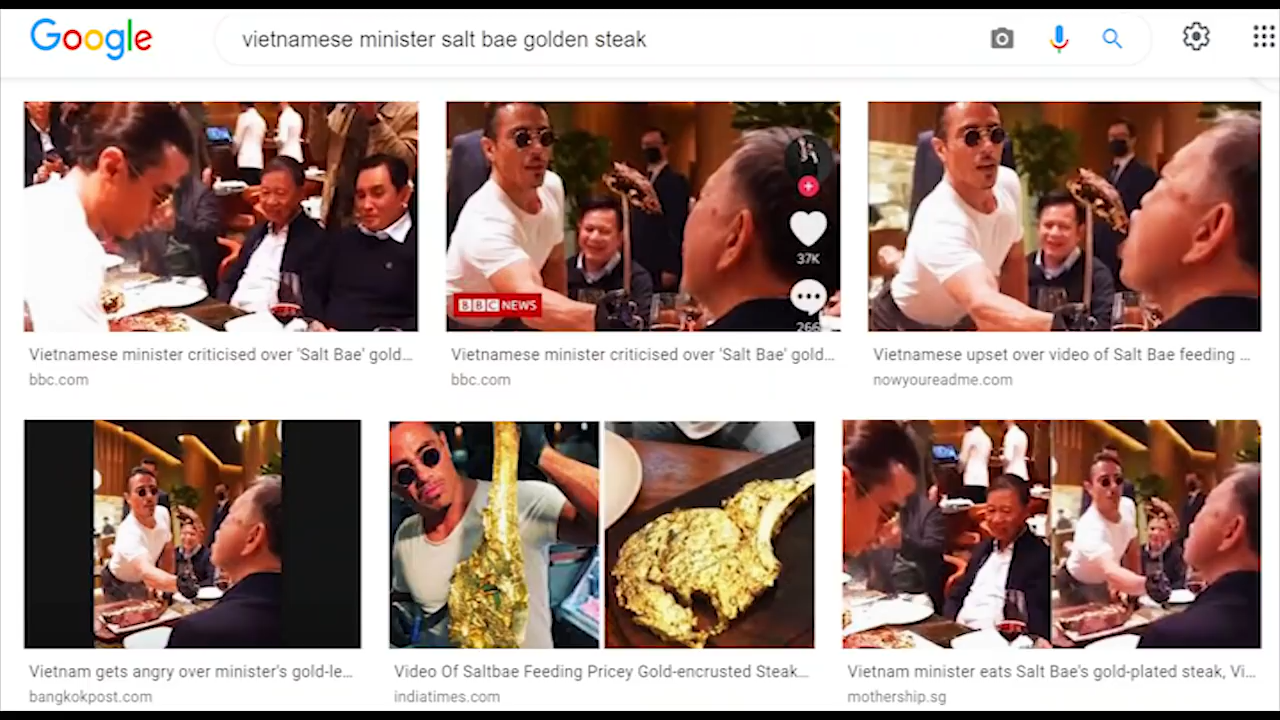 Google
vietnamese minister salt bae golden steak
37K
BBC NEWS
266
Vietnamese minister criticised over 'Salt Bae' gold...
bbc.com
Vietnamese minister criticised over 'Salt Bae' gold...
bbc.com
Vietnamese upset over video of Salt Bae feeding ...
nowyoureadme.com
Vietnam gets angry over minister's gold-le...
bangkokpost.com
Video Of Saltbae Feeding Pricey Gold-encrusted Steak...
indiatimes.com
Vietnam minister eats Salt Bae's gold-plated steak, Vi...
mothership.sg